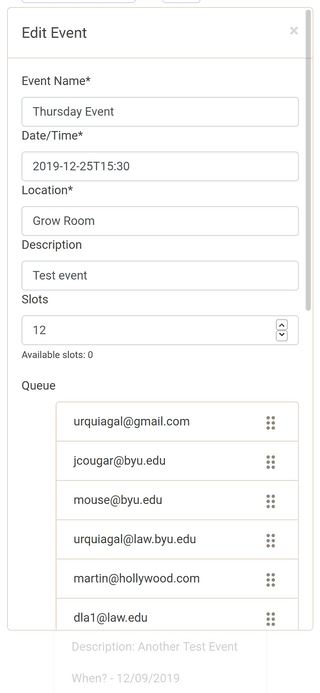 Edit Event
×
Event Name*
Thursday Event
Date/Time*
2019-12-25T15:30
Location*
Grow Room
Description
Test event
Slots
12
Available slots: 0
Queue
urquiagal@gmail.com
jcougar@byu.edu
mouse@byu.edu
urquiagal@law.byu.edu
martin@hollywood.com
dla1@law.edu
Description: Another Test Event
When? - 12/09/2019